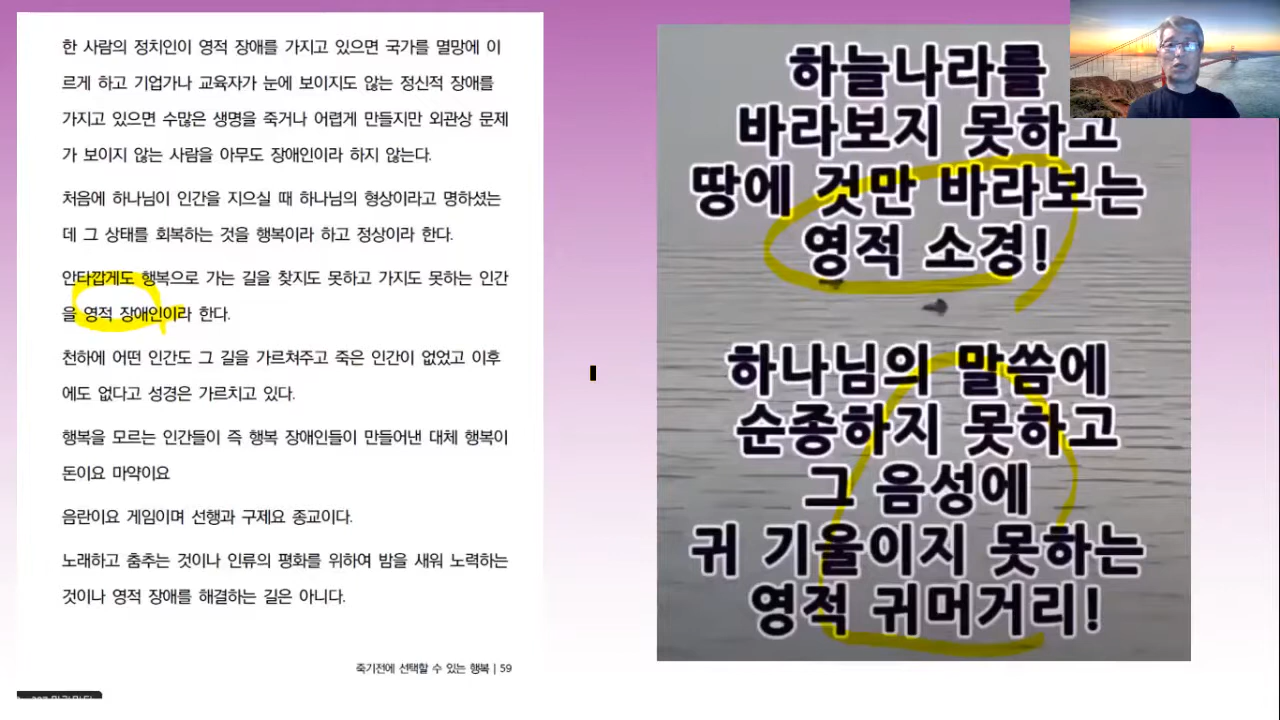 한 사람의 정치인이 영적 장애를 가지고 있으면 국가를 멸망에 이
르게 하고 기업가나 교육자가 눈에 보이지도 않는 정신적 장애를
가지고 있으면 수많은 생명을 죽거나 어렵게 만들지만 외관상 문제
가 보이지 않는 사람을 아무도 장애인이라 하지 않는다.
처음에 하나님이 인간을 지으실 때 하나님의 형상이라고 명하셨는
데 그 상태를 회복하는 것을 행복이라 하고 정상이라 한다.
안타깝게도 행복으로 가는 길을 찾지도 못하고 가지도 못하는 인간
을 영적 장애인이라 한다.
천하에 어떤 인간도 그 길을 가르쳐주고 죽은 인간이 없었고 이후
에도 없다고 성경은 가르치고 있다.
행복을 모르는 인간들이 즉 행복 장애인들이 만들어낸 대체 행복이
돈이요 마약이요
음란이요 게임이며 선행과 구제요 종교이다.
노래하고 춤추는 것이나 인류의 평화를 위하여 밤을 새워 노력하는
것이나 영적 장애를 해결하는 길은 아니다.
죽기전에 선택할 수 있는 행복 | 59
하늘나라를
바라보지 못하고
땅에 것만 바라보는
영적 소경!
하나님의 말씀에
순종하지 못하고
그 음성에
귀 기울이지 못하는
영적 귀머거리!